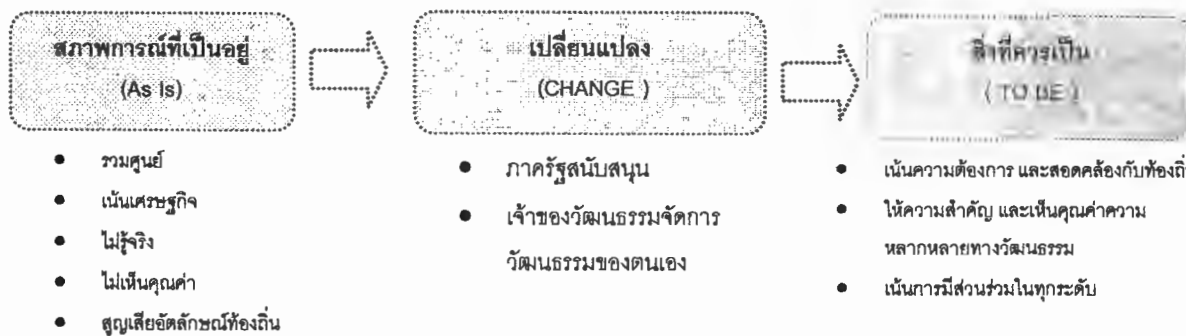 สภาพการณ์ที่เป็นอยู่
(As Is)
รวมศูนย์
เน้นเศรษฐกิจ
ไม่รู้จริง
ไม่เห็นคุณค่า
สูญเสียอัตลักษณ์ท้องถิ่น
เปลี่ยนแปลง
(CHANGE )
ภาครัฐสนับสนุน
เจ้าของวัฒนธรรมจัดการ
วัฒนธรรมของตนเอง
สิ่งที่ควรเป็น
( TO BE )
เน้นความต้องการ และสอดคล้องกับท้องถิ่
ให้ความสำคัญ และเห็นคุณค่าความ
หลากหลายทางวัฒนธรรม
เน้นการมีส่วนร่วมในทุกระดับ